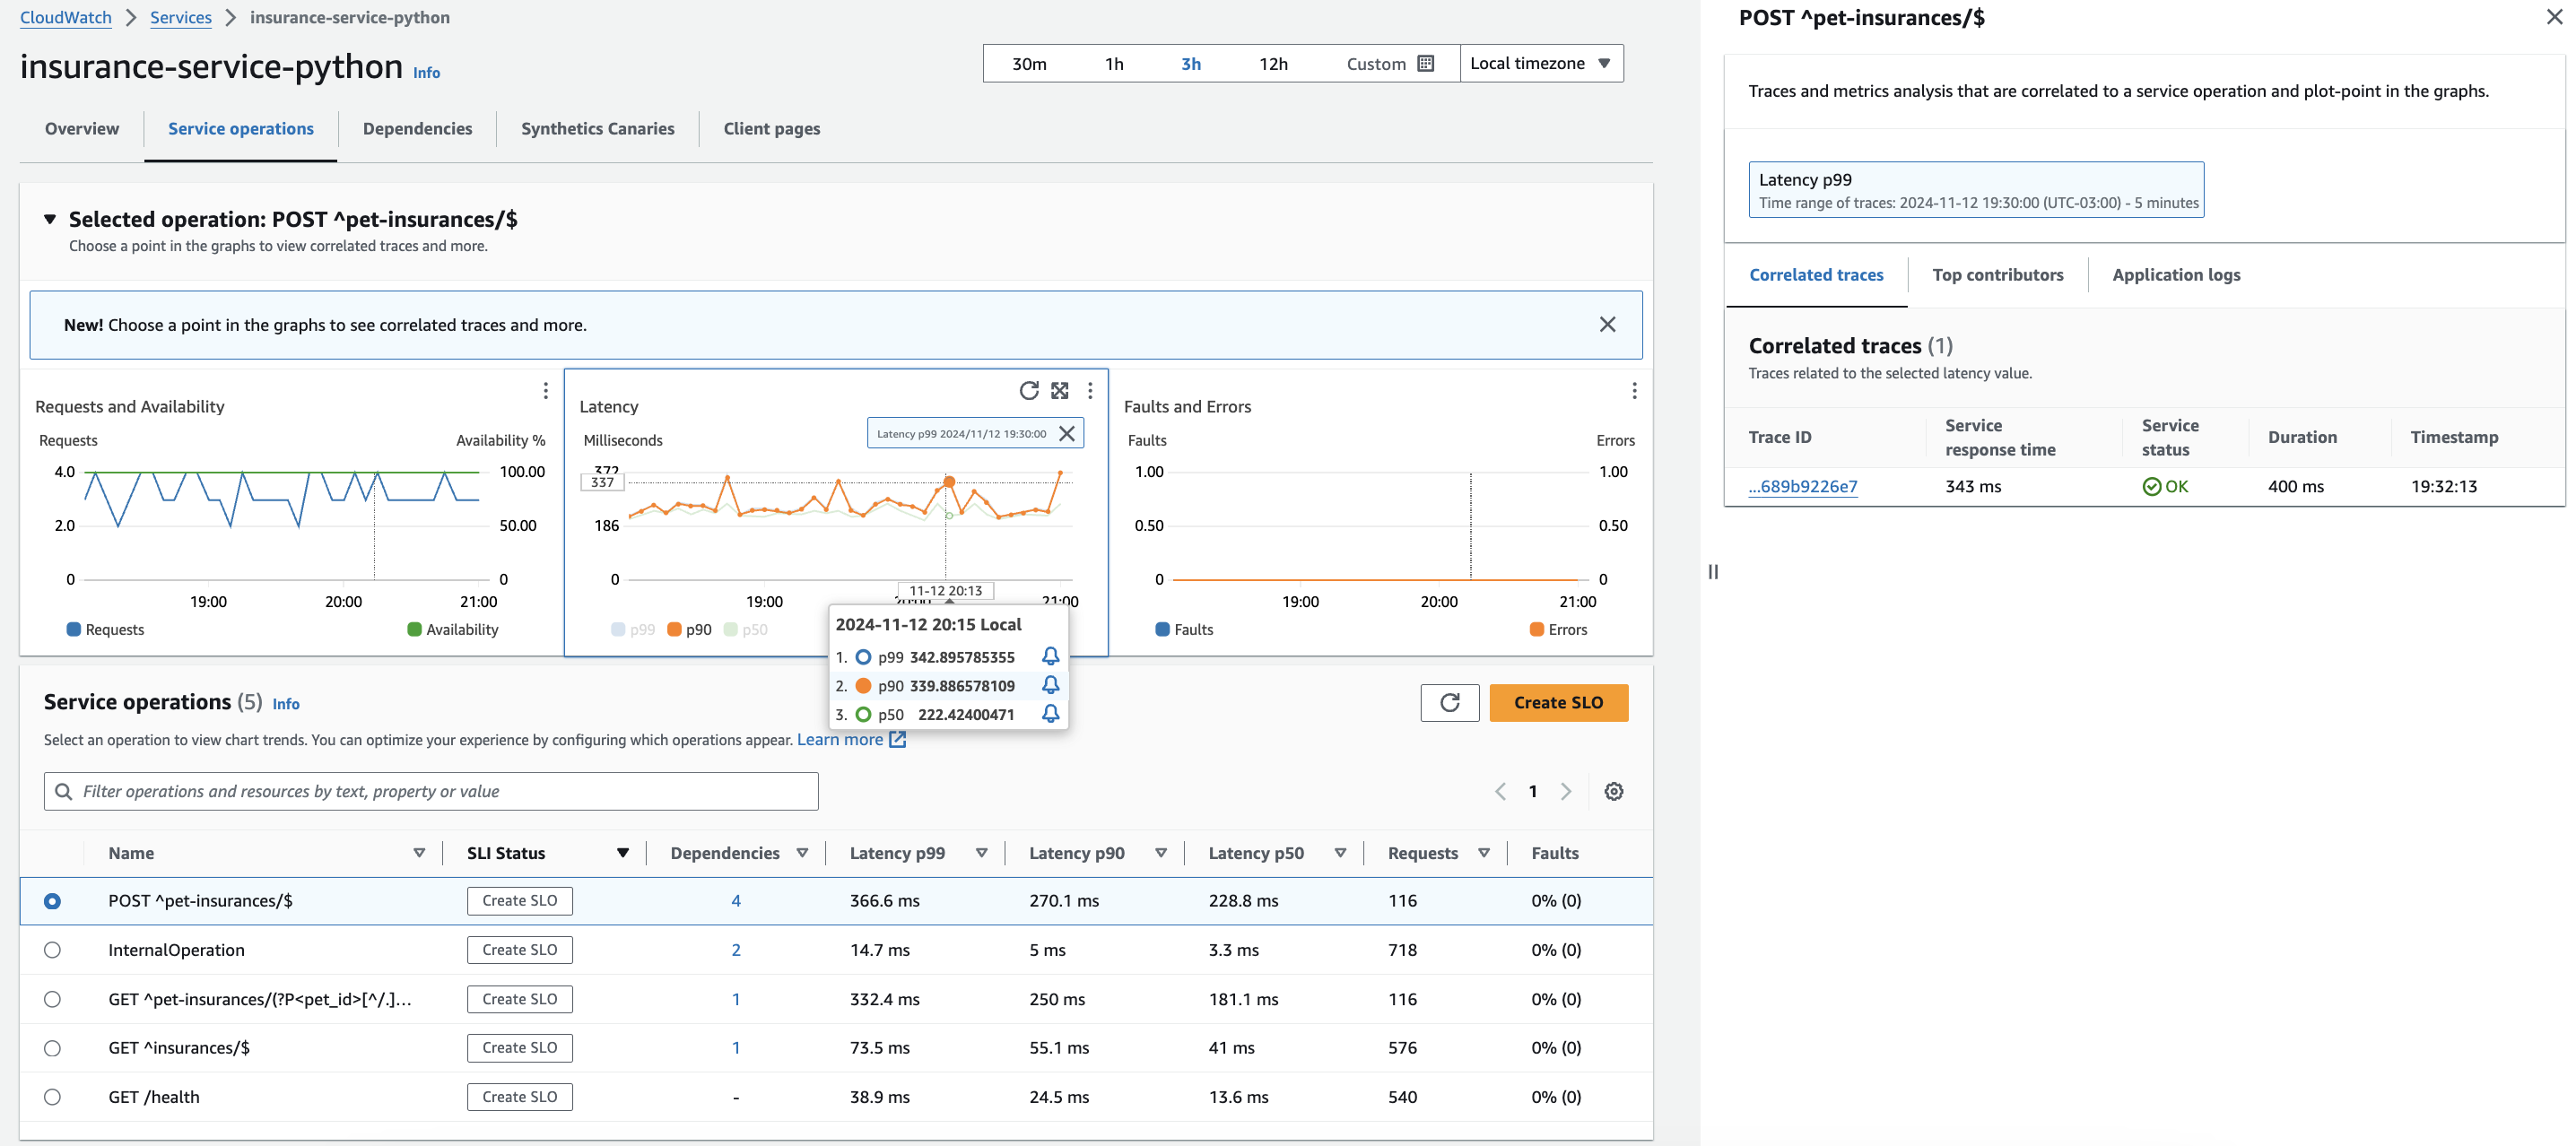 CloudWatch > Services > insurance-service-python
insurance-service-python Info
30m 1h 3h 12h Custom Local timezone
Overview Service operations Dependencies Synthetics Canaries Client pages
Selected operation: POST ^pet-insurances/$
Choose a point in the graphs to view correlated traces and more.
New! Choose a point in the graphs to see correlated traces and more.
Requests and Availability
Requests Availability %
4.0 100.00
2.0 50.00
0 0
19:00 20:00 21:00
Requests Availability
Latency
Milliseconds
Latency p99 2024/11/12 19:30:00
372
337
186
0
11-12 20:13
19:00 20:00 21:00
p99 p90 p50
2024-11-12 20:15 Local
1. p99 342.895785355
2. p90 339.886578109
3. p50 222.42400471
Faults and Errors
Faults Errors
1.00 1.00
0.50 0.50
0 0
19:00 20:00 21:00
Faults Errors
Service operations (5) Info
Create SLO
Select an operation to view chart trends. You can optimize your experience by configuring which operations appear. Learn more
Filter operations and resources by text, property or value
1
Name SLI Status Dependencies Latency p99 Latency p90 Latency p50 Requests Faults
POST ^pet-insurances/$ Create SLO 4 366.6 ms 270.1 ms 228.8 ms 116 0% (0)
InternalOperation Create SLO 2 14.7 ms 5 ms 3.3 ms 718 0% (0)
GET ^pet-insurances/(?P<pet_id>[^/.]... Create SLO 1 332.4 ms 250 ms 181.1 ms 116 0% (0)
GET ^insurances/$ Create SLO 1 73.5 ms 55.1 ms 41 ms 576 0% (0)
GET /health Create SLO - 38.9 ms 24.5 ms 13.6 ms 540 0% (0)
POST ^pet-insurances/$
Traces and metrics analysis that are correlated to a service operation and plot-point in the graphs.
Latency p99
Time range of traces: 2024-11-12 19:30:00 (UTC-03:00) - 5 minutes
Correlated traces Top contributors Application logs
Correlated traces (1)
Traces related to the selected latency value.
Trace ID Service response time Service status Duration Timestamp
...689b9226e7 343 ms OK 400 ms 19:32:13